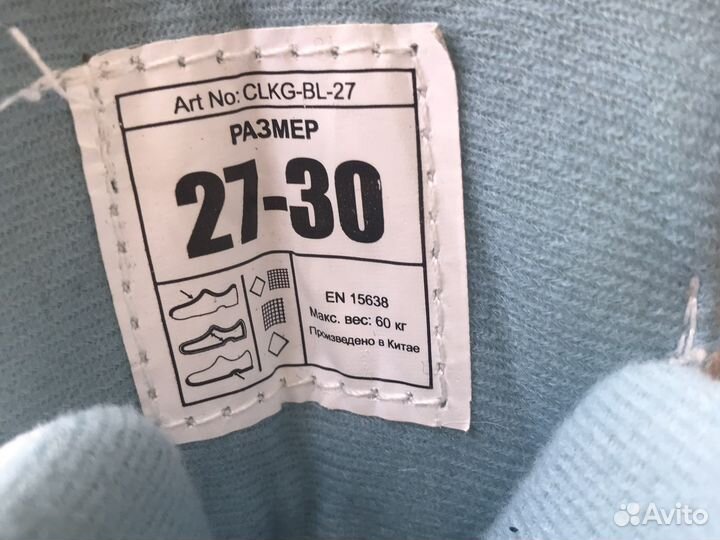 Art No: CLKG-BL-27
РАЗМЕР
27-30
EN 15638
Макс. вес: 60 кг
Произведено в Китае
Avito